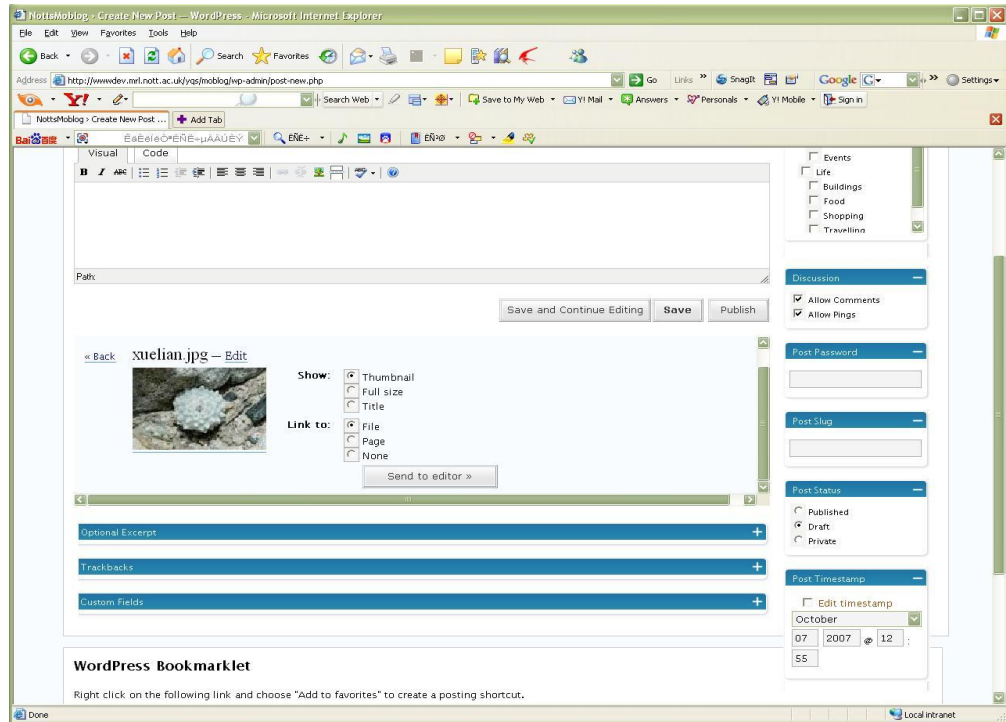 NottsMoblog › Create New Post — WordPress - Microsoft Internet Explorer
File Edit View Favorites Tools Help
Back Search Favorites
Address http://wwwdev.mrl.nott.ac.uk/yqs/moblog/wp-admin/post-new.php Go Links » SnagIt Google G » Settings
Y! Search Web Save to My Web Y! Mail Answers Personals Y! Mobile Sign in
NottsMoblog › Create New Post ... Add Tab
Bai百度
Visual Code
B I ABC
Path:
Save and Continue Editing Save Publish
« Back xuelian.jpg — Edit
Show: Thumbnail
Full size
Title
Link to: File
Page
None
Send to editor »
Optional Excerpt +
Trackbacks +
Custom Fields +
WordPress Bookmarklet
Right click on the following link and choose "Add to favorites" to create a posting shortcut.
Events
Life
Buildings
Food
Shopping
Travelling
Discussion −
Allow Comments
Allow Pings
Post Password −
Post Slug −
Post Status −
Published
Draft
Private
Post Timestamp −
Edit timestamp
October
07 2007 @ 12 :
55
Done Local intranet